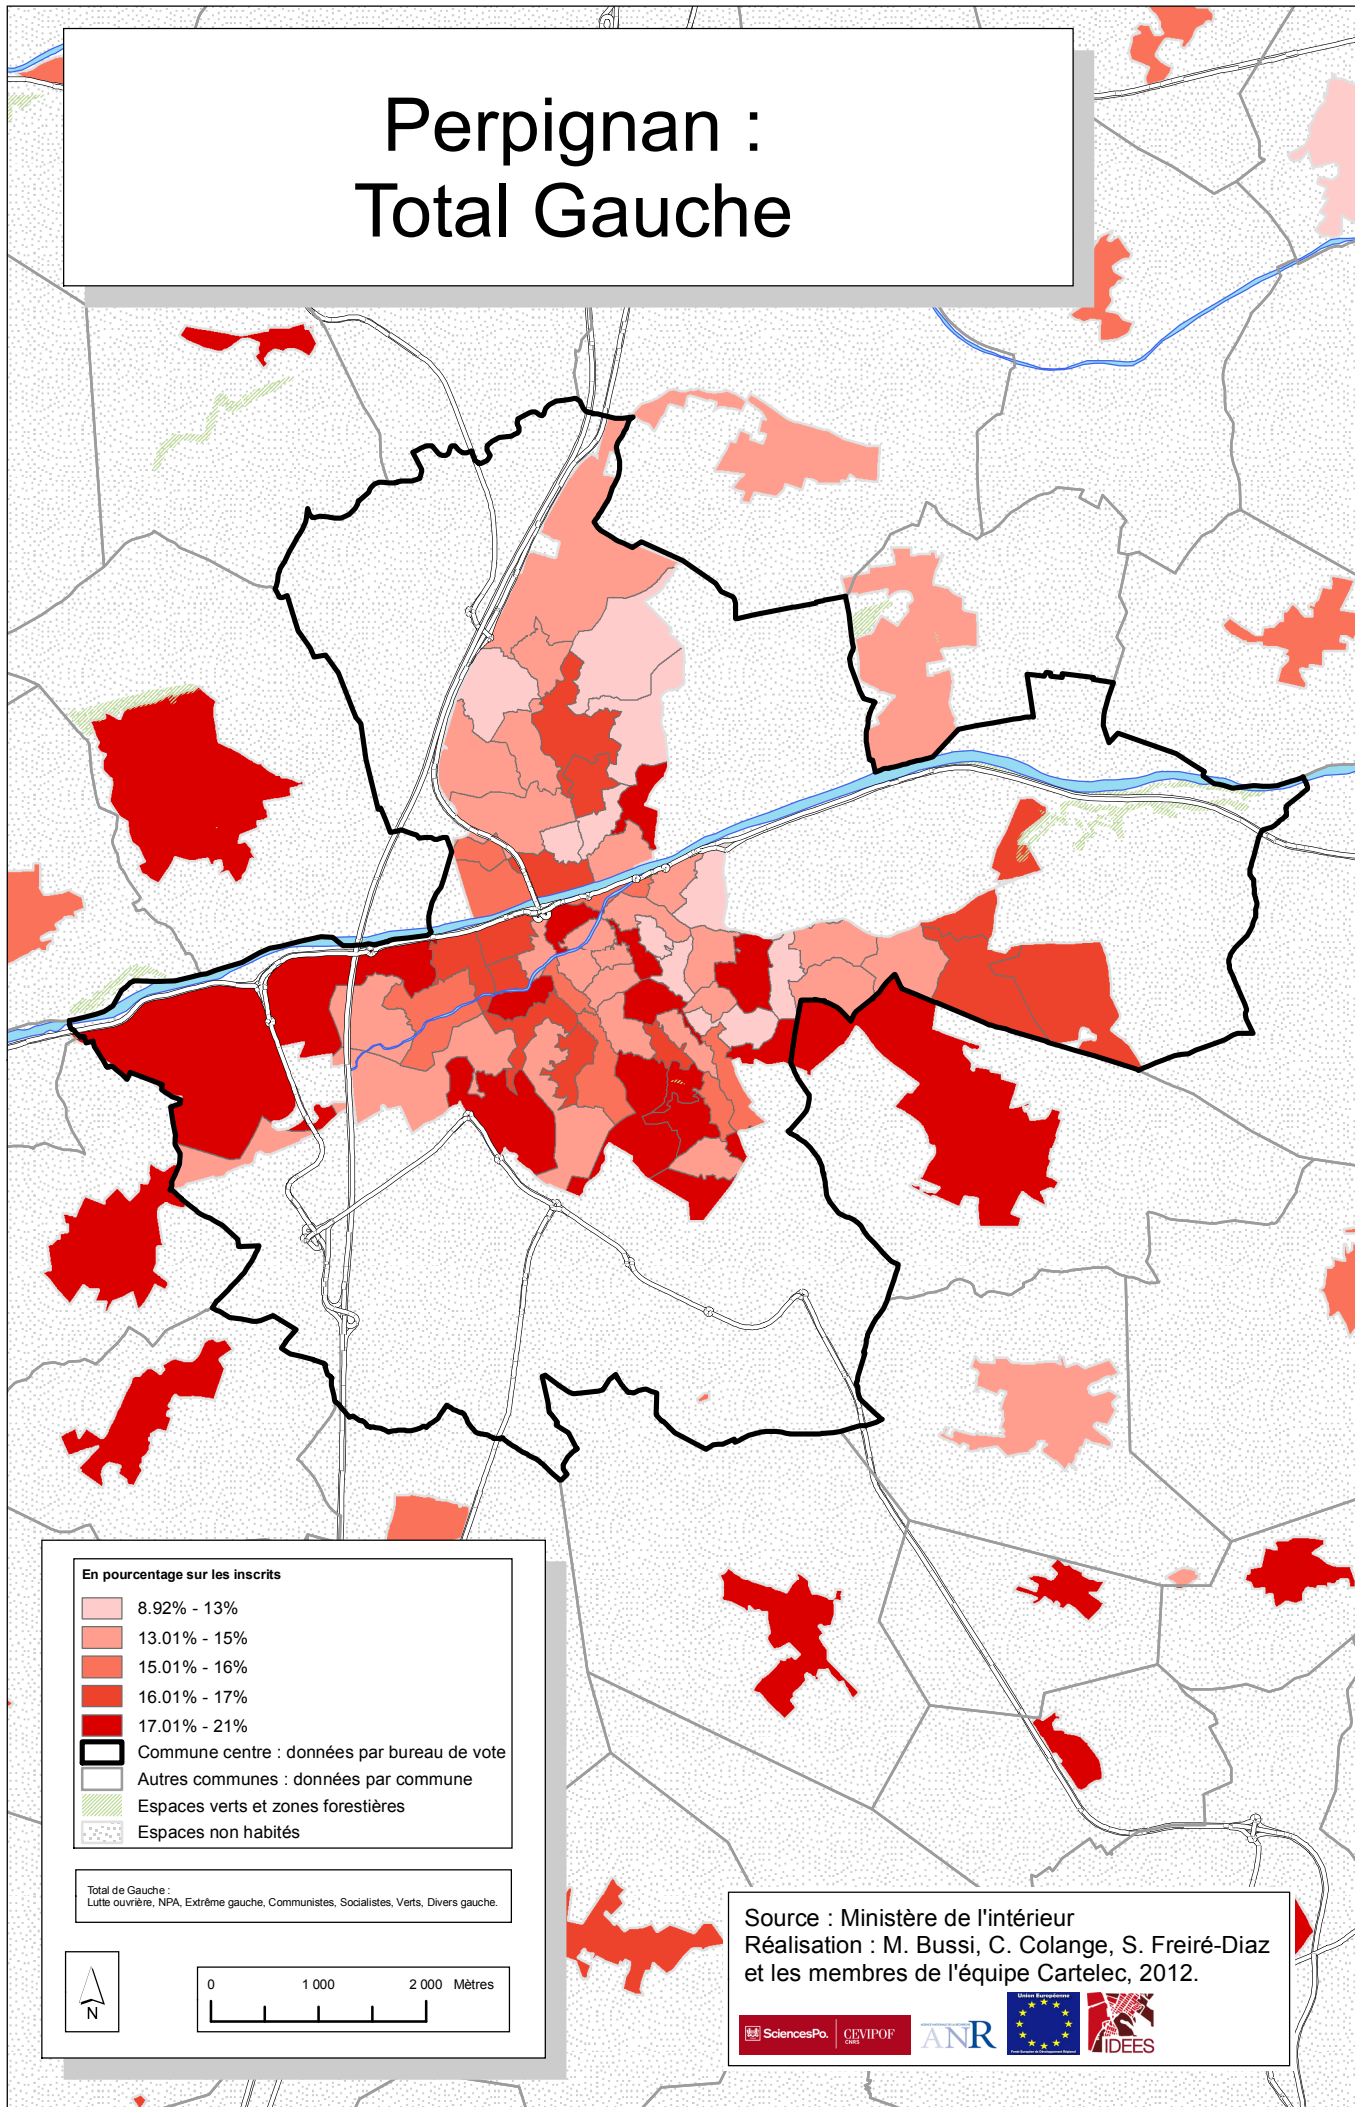 Perpignan :
Total Gauche
En pourcentage sur les inscrits
8.92% - 13%
13.01% - 15%
15.01% - 16%
16.01% - 17%
17.01% - 21%
Commune centre : données par bureau de vote
Autres communes : données par commune
Espaces verts et zones forestières
Espaces non habités
Total de Gauche :
Lutte ouvrière, NPA, Extrême gauche, Communistes, Socialistes, Verts, Divers gauche.
N
0 1 000 2 000 Mètres
Source : Ministère de l'intérieur
Réalisation : M. Bussi, C. Colange, S. Freiré-Diaz
et les membres de l'équipe Cartelec, 2012.
SciencesPo.
CEVIPOF
CNRS
ANR
Union Européenne
IDEES